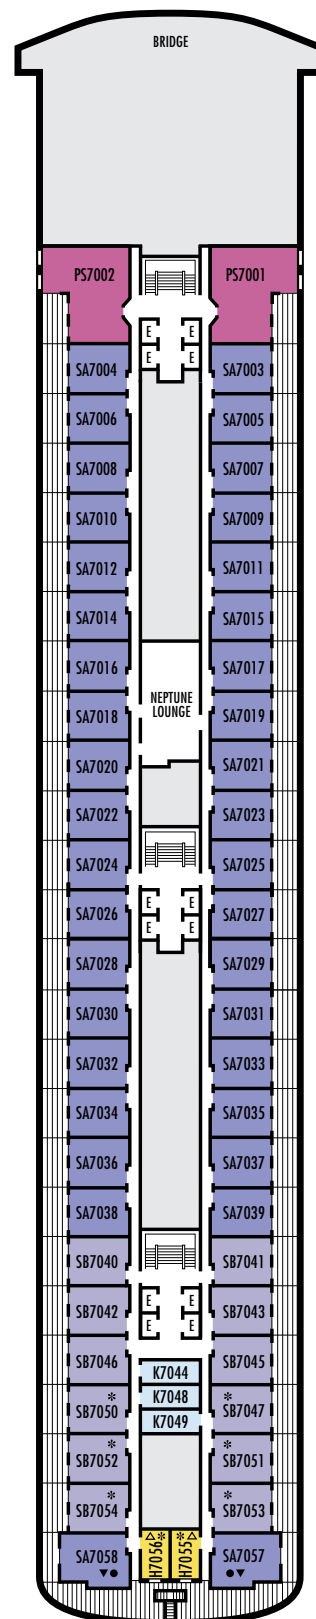 BRIDGE
PS7002 PS7001
E E
E E
SA7004 SA7003
SA7006 SA7005
SA7008 SA7007
SA7010 SA7009
SA7012 SA7011
SA7014 SA7015
SA7016 SA7017
NEPTUNE
LOUNGE
SA7018 SA7019
SA7020 SA7021
SA7022 SA7023
SA7024 SA7025
E E
SA7026 SA7027
E E
SA7028 SA7029
SA7030 SA7031
SA7032 SA7033
SA7034 SA7035
SA7036 SA7037
SA7038 SA7039
SB7040 SB7041
E E
SB7042 SB7043
E E
SB7046 SB7045
K7044
K7048
* *
SB7050 SB7047
K7049
* *
SB7052 SB7051
* *
SB7054 SB7053
H7056*△ H7055*△
SA7058 SA7057
▼● ●▼